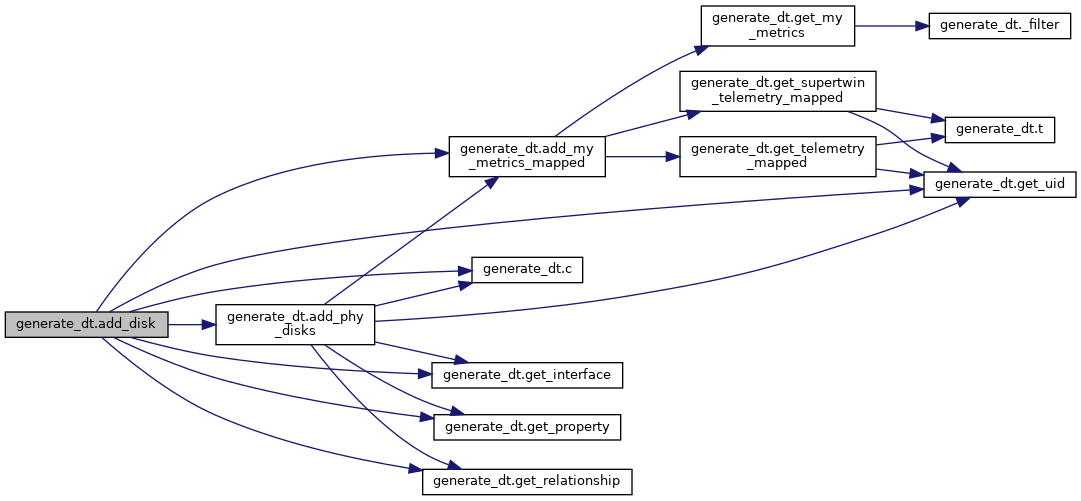 generate_dt.get_my
_metrics
generate_dt._filter
generate_dt.get_supertwin
_telemetry_mapped
generate_dt.t
generate_dt.add_my
_metrics_mapped
generate_dt.get_telemetry
_mapped
generate_dt.get_uid
generate_dt.c
generate_dt.add_disk
generate_dt.add_phy
_disks
generate_dt.get_interface
generate_dt.get_property
generate_dt.get_relationship